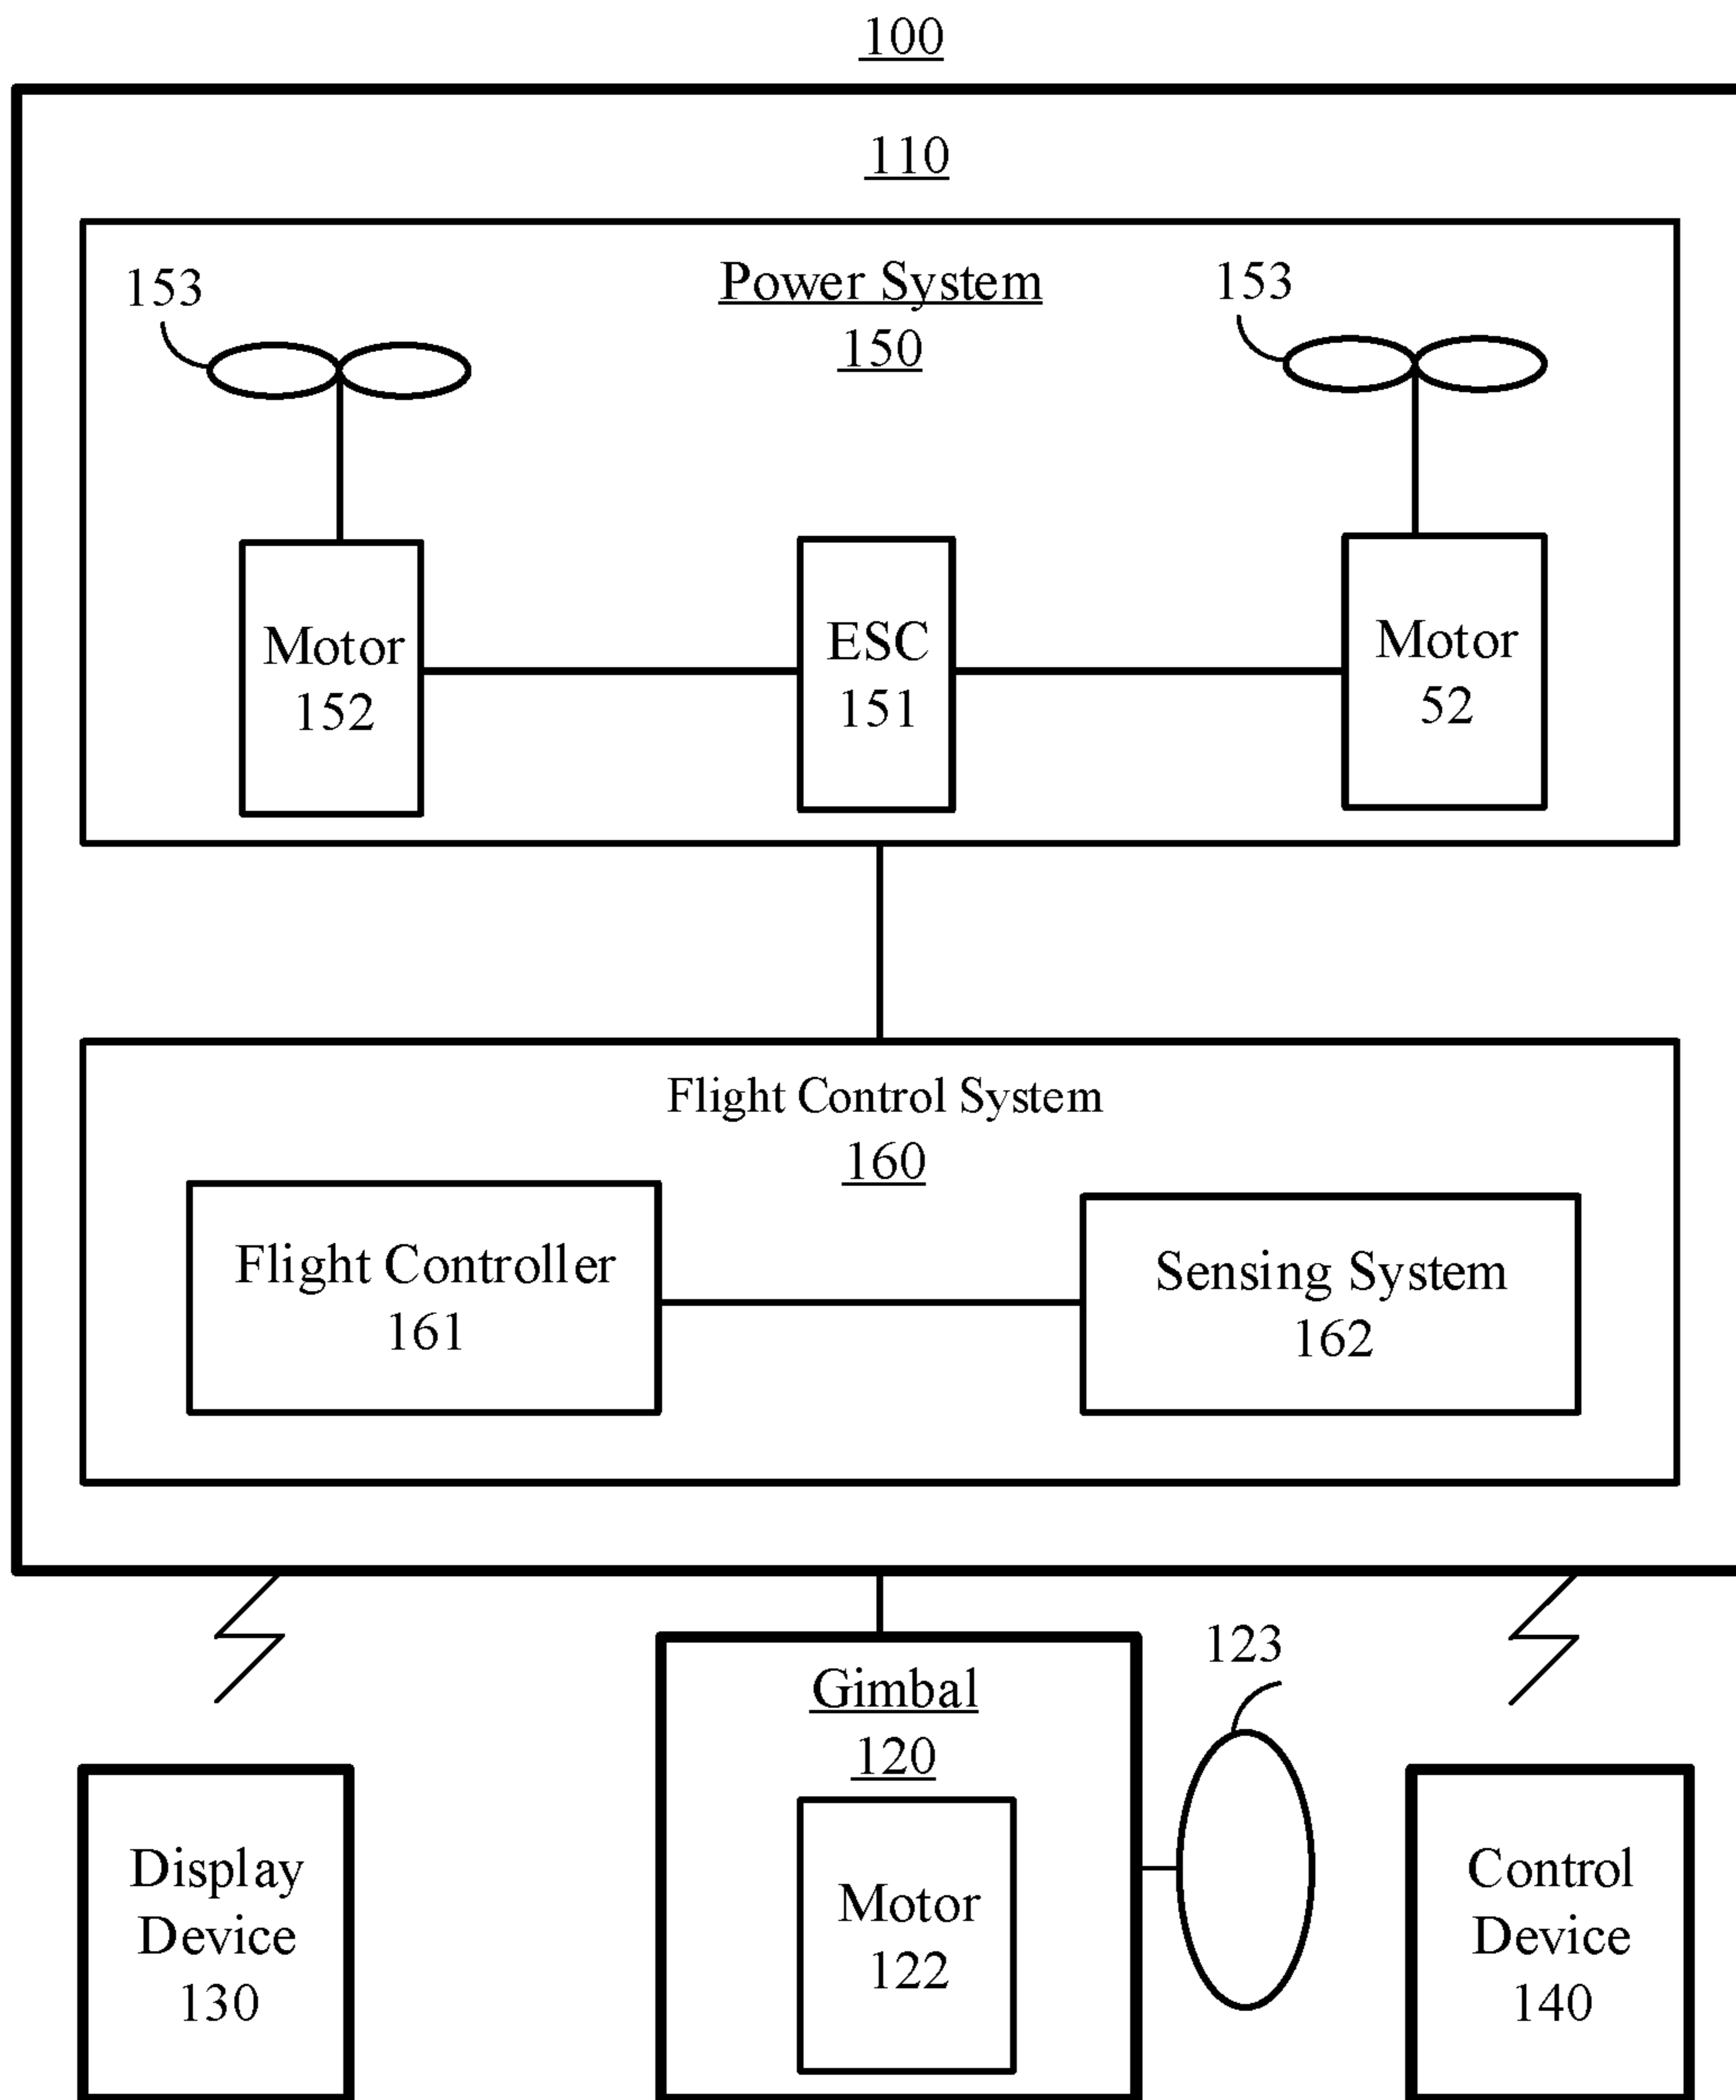 100
110
Power System
150
153
153
Motor
152
ESC
151
Motor
52
Flight Control System
160
Flight Controller
161
Sensing System
162
Gimbal
120
123
Motor
122
Display
Device
130
Control
Device
140